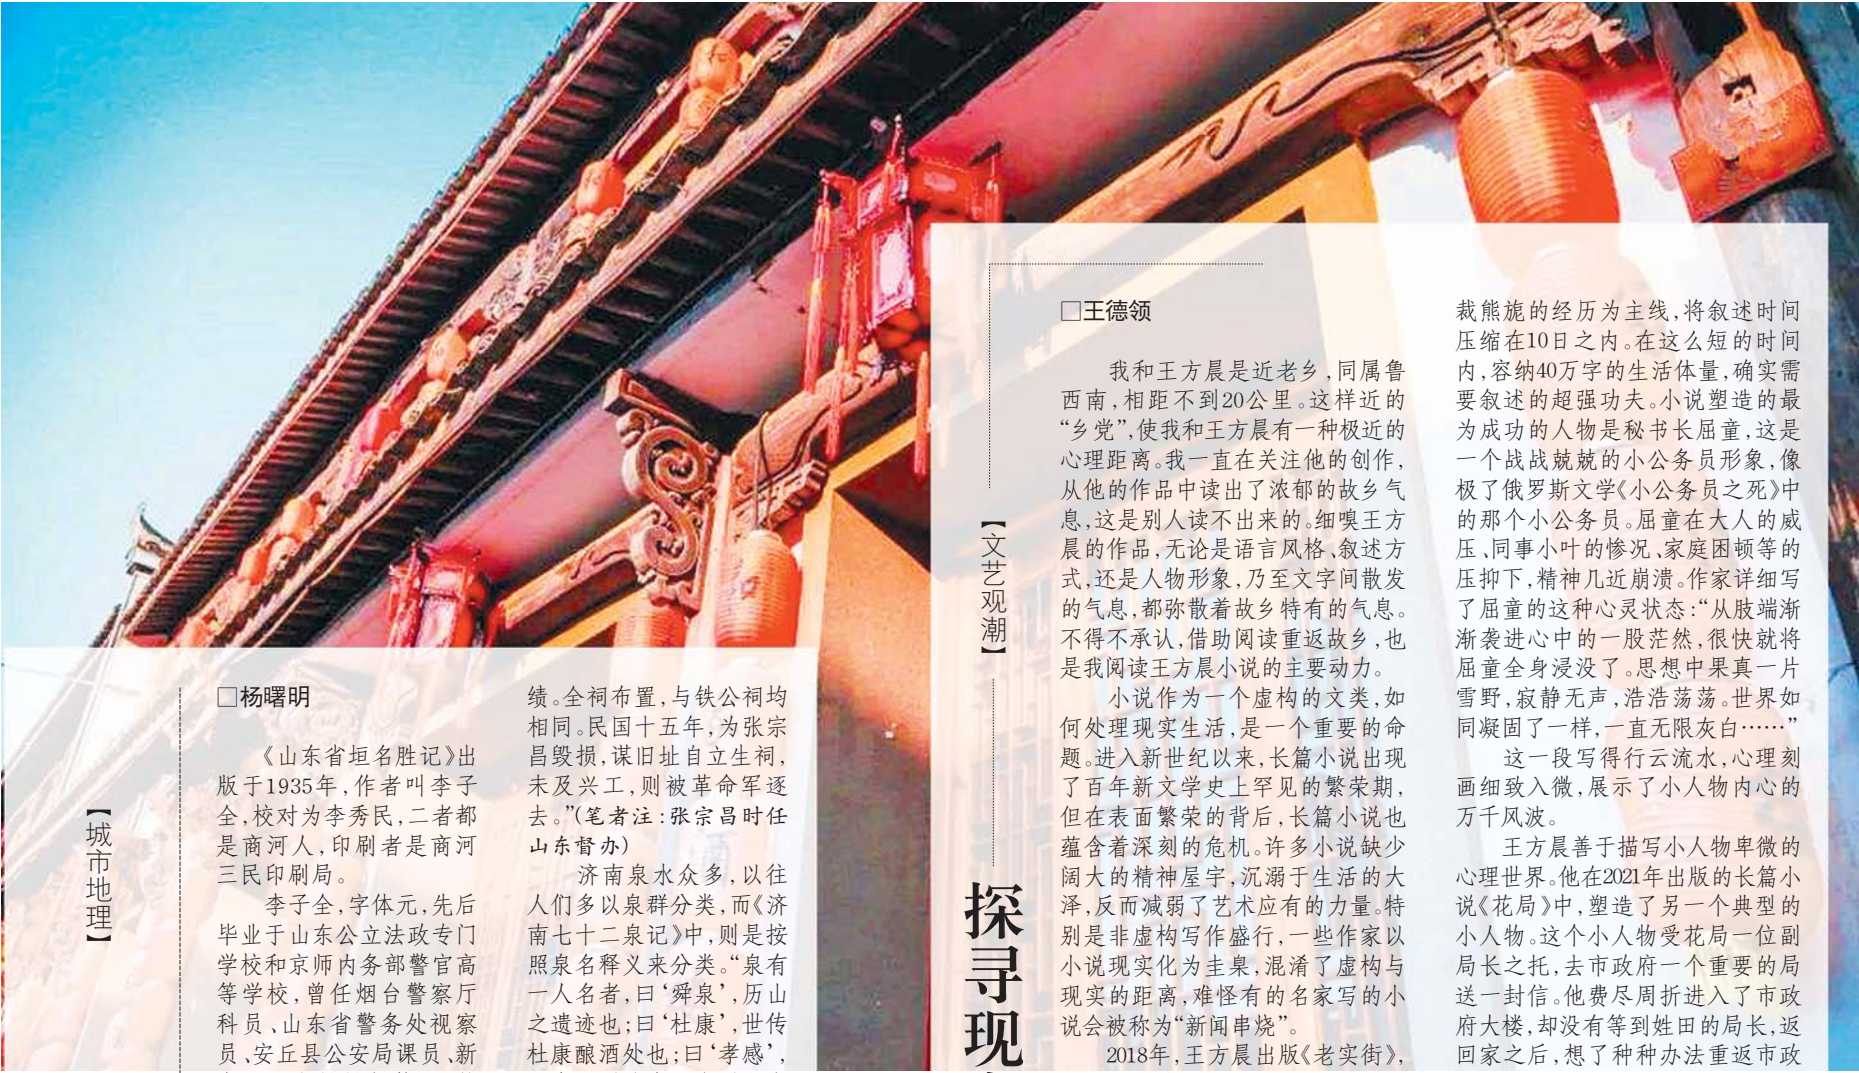 【城市地理】
□杨曙明
《山东省垣名胜记》出
版于1935年,作者叫李子
全,校对为李秀民,二者都
是商河人,印刷者是商河
三民印刷局。
李子全,字体元,先后
毕业于山东公立法政专门
学校和京师内务部警官高
等学校,曾任烟台警察厅
科员、山东省警务处视察
员、安丘县公安局课员、新
绩。全祠布置,与铁公祠均
相同。民国十五年,为张宗
昌毁损,谋旧址自立生祠,
未及兴工,则被革命军逐
去。”(笔者注:张宗昌时任
山东督办)
济南泉水众多,以往
人们多以泉群分类,而《济
南七十二泉记》中,则是按
照泉名释义来分类。“泉有
一人名者,曰‘舜泉’,历山
之遗迹也;曰‘杜康’,世传
杜康酿酒处也;曰‘孝感’,
【文艺观潮】
探寻现
□王德领
我和王方晨是近老乡,同属鲁
西南,相距不到20公里。这样近的
“乡党”,使我和王方晨有一种极近的
心理距离。我一直在关注他的创作,
从他的作品中读出了浓郁的故乡气
息,这是别人读不出来的。细嗅王方
晨的作品,无论是语言风格、叙述方
式,还是人物形象,乃至文字间散发
的气息,都弥散着故乡特有的气息。
不得不承认,借助阅读重返故乡,也
是我阅读王方晨小说的主要动力。
小说作为一个虚构的文类,如
何处理现实生活,是一个重要的命
题。进入新世纪以来,长篇小说出现
了百年新文学史上罕见的繁荣期,
但在表面繁荣的背后,长篇小说也
蕴含着深刻的危机。许多小说缺少
阔大的精神屋宇,沉溺于生活的大
泽,反而减弱了艺术应有的力量。特
别是非虚构写作盛行,一些作家以
小说现实化为圭臬,混淆了虚构与
现实的距离,难怪有的名家写的小
说会被称为“新闻串烧”。
2018年,王方晨出版《老实街》,
裁熊旎的经历为主线,将叙述时间
压缩在10日之内。在这么短的时间
内,容纳40万字的生活体量,确实需
要叙述的超强功夫。小说塑造的最
为成功的人物是秘书长屈童,这是
一个战战兢兢的小公务员形象,像
极了俄罗斯文学《小公务员之死》中
的那个小公务员。屈童在大人的威
压、同事小叶的惨况、家庭困顿等的
压抑下,精神几近崩溃。作家详细写
了屈童的这种心灵状态:“从肢端渐
渐袭进心中的一股茫然,很快就将
屈童全身浸没了。思想中果真一片
雪野,寂静无声,浩浩荡荡。世界如
同凝固了一样,一直无限灰白……”
这一段写得行云流水,心理刻
画细致入微,展示了小人物内心的
万千风波。
王方晨善于描写小人物卑微的
心理世界。他在2021年出版的长篇小
说《花局》中,塑造了另一个典型的
小人物。这个小人物受花局一位副
局长之托,去市政府一个重要的局
送一封信。他费尽周折进入了市政
府大楼,却没有等到姓田的局长,返
回家之后,想了种种办法重返市政